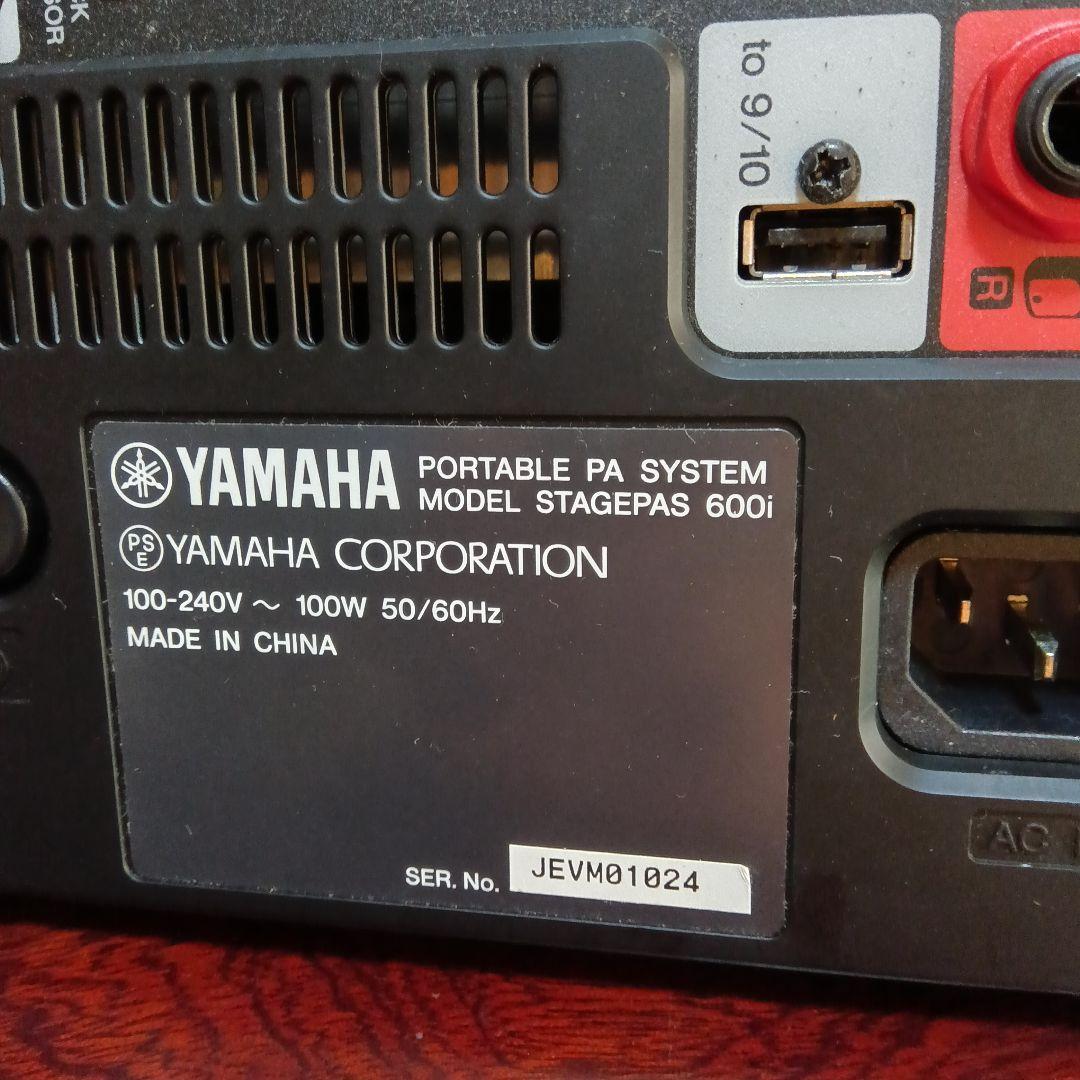 to 9/10
R
YAMAHA
PORTABLE PA SYSTEM
MODEL STAGEPAS 600i
PS
E
YAMAHA CORPORATION
100-240V ~ 100W 50/60Hz
MADE IN CHINA
AC
SER. No. JEVM01024